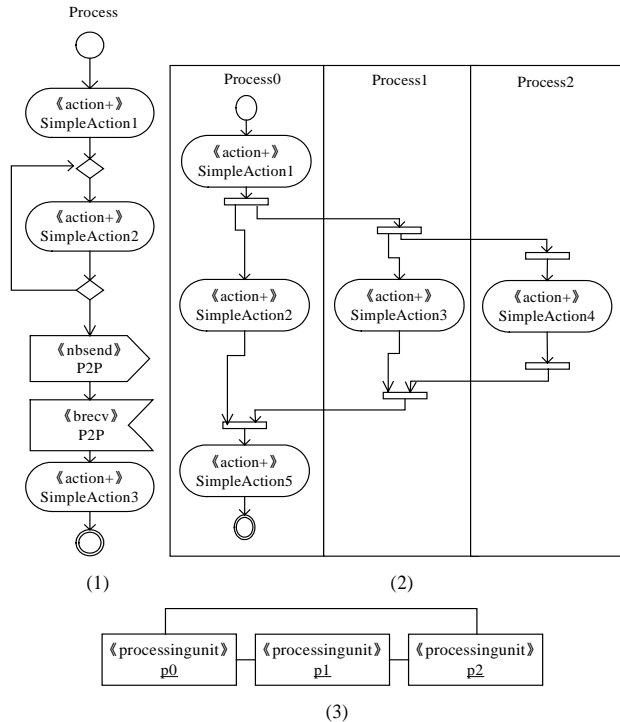 Process
《action+》
SimpleAction1
《action+》
SimpleAction2
《nbsend》
P2P
《brecv》
P2P
《action+》
SimpleAction3
(1)
Process0
Process1
Process2
《action+》
SimpleAction1
《action+》
SimpleAction2
《action+》
SimpleAction3
《action+》
SimpleAction4
《action+》
SimpleAction5
(2)
《processingunit》
p0
《processingunit》
p1
《processingunit》
p2
(3)